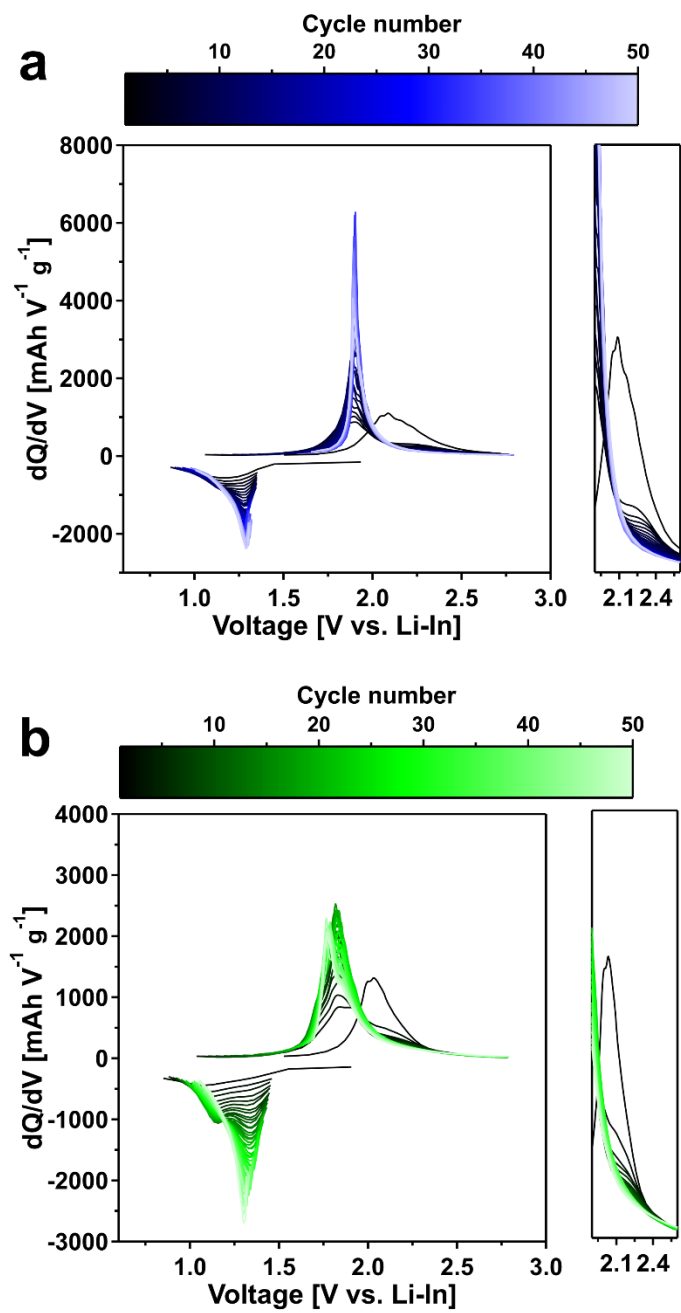 Cycle number
a
10 20 30 40 50
8000
6000
4000
2000
0
-2000
dQ/dV [mAh V⁻¹ g⁻¹]
1.0 1.5 2.0 2.5 3.0
2.1 2.4
Voltage [V vs. Li-In]
Cycle number
b
10 20 30 40 50
4000
3000
2000
1000
0
-1000
-2000
-3000
dQ/dV [mAh V⁻¹ g⁻¹]
1.0 1.5 2.0 2.5 3.0
2.1 2.4
Voltage [V vs. Li-In]